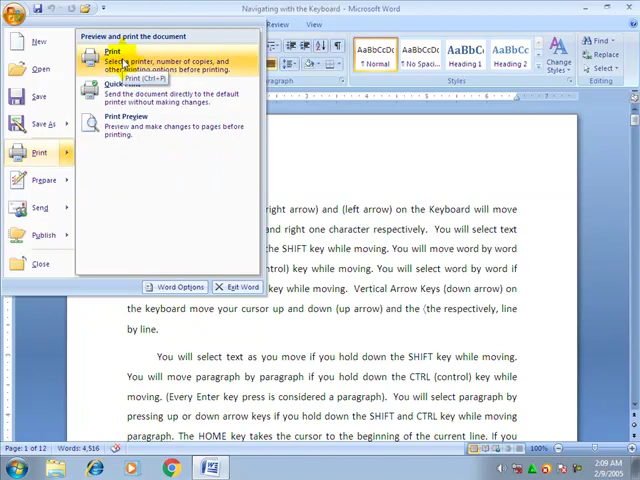 Navigating with the Keyboard - Microsoft Word
Preview and print the document
New
Open
Save
Save As
Print
Prepare
Send
Publish
Close
Print
Select a printer, number of copies, and
other printing options before printing.
Print (Ctrl+P)
Quick Print
Send the document directly to the default
printer without making changes.
Print Preview
Preview and make changes to pages before
printing.
Word Options
Exit Word
Review
View
AaBbCcDc
AaBbCcDc
AaBbC
AaBbCc
¶ Normal
¶ No Spaci...
Heading 1
Heading 2
Change
Styles
Find
Replace
Select
Styles
Editing
right arrow) and (left arrow) on the Keyboard will move
and right one character respectively. You will select text
the SHIFT key while moving. You will move word by word
ntrol) key while moving. You will select word by word if
n while moving. Vertical Arrow Keys (down arrow) on
the keyboard move your cursor up and down (up arrow) and the (the respectively, line
by line.
You will select text as you move if you hold down the SHIFT key while moving.
You will move paragraph by paragraph if you hold down the CTRL (control) key while
moving. (Every Enter key press is considered a paragraph). You will select paragraph by
pressing up or down arrow keys if you hold down the SHIFT and CTRL key while moving
paragraph. The HOME key takes the cursor to the beginning of the current line. If you
Page: 1 of 12
Words: 4,516
100%
2:09 AM
2/9/2005